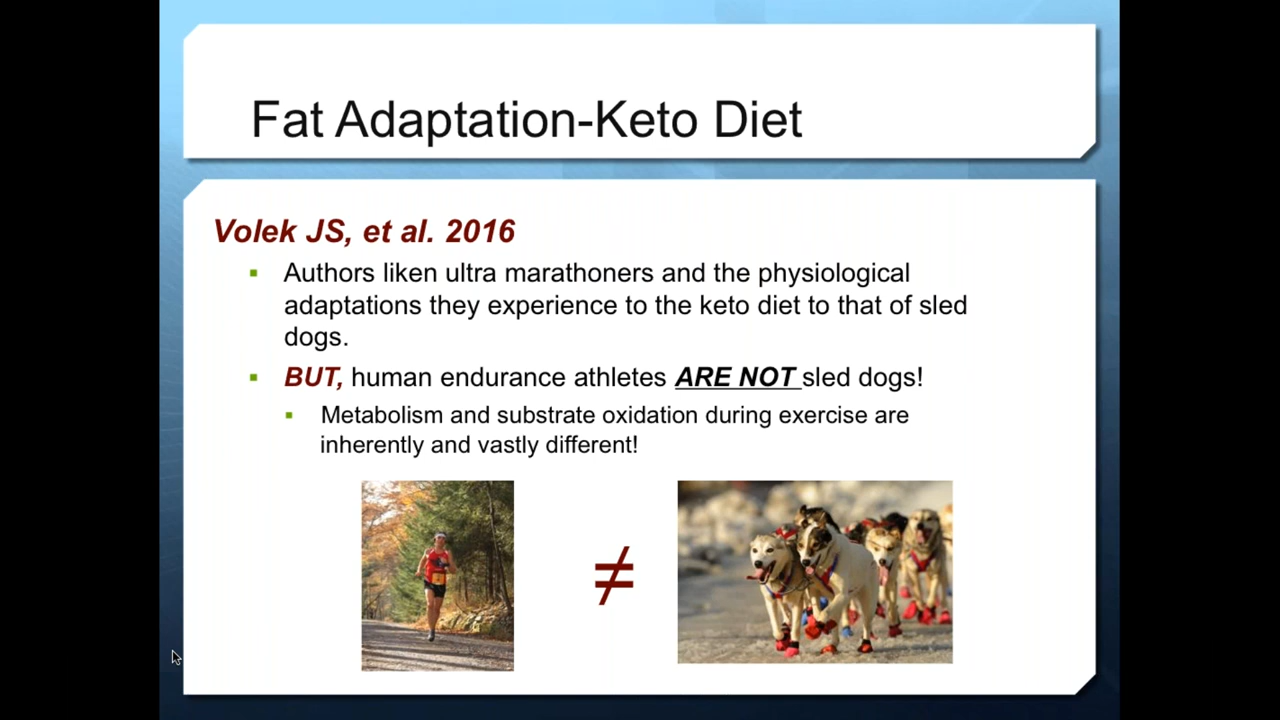 Fat Adaptation-Keto Diet
Volek JS, et al. 2016
Authors liken ultra marathoners and the physiological
adaptations they experience to the keto diet to that of sled
dogs.
BUT, human endurance athletes ARE NOT sled dogs!
Metabolism and substrate oxidation during exercise are
inherently and vastly different!
≠